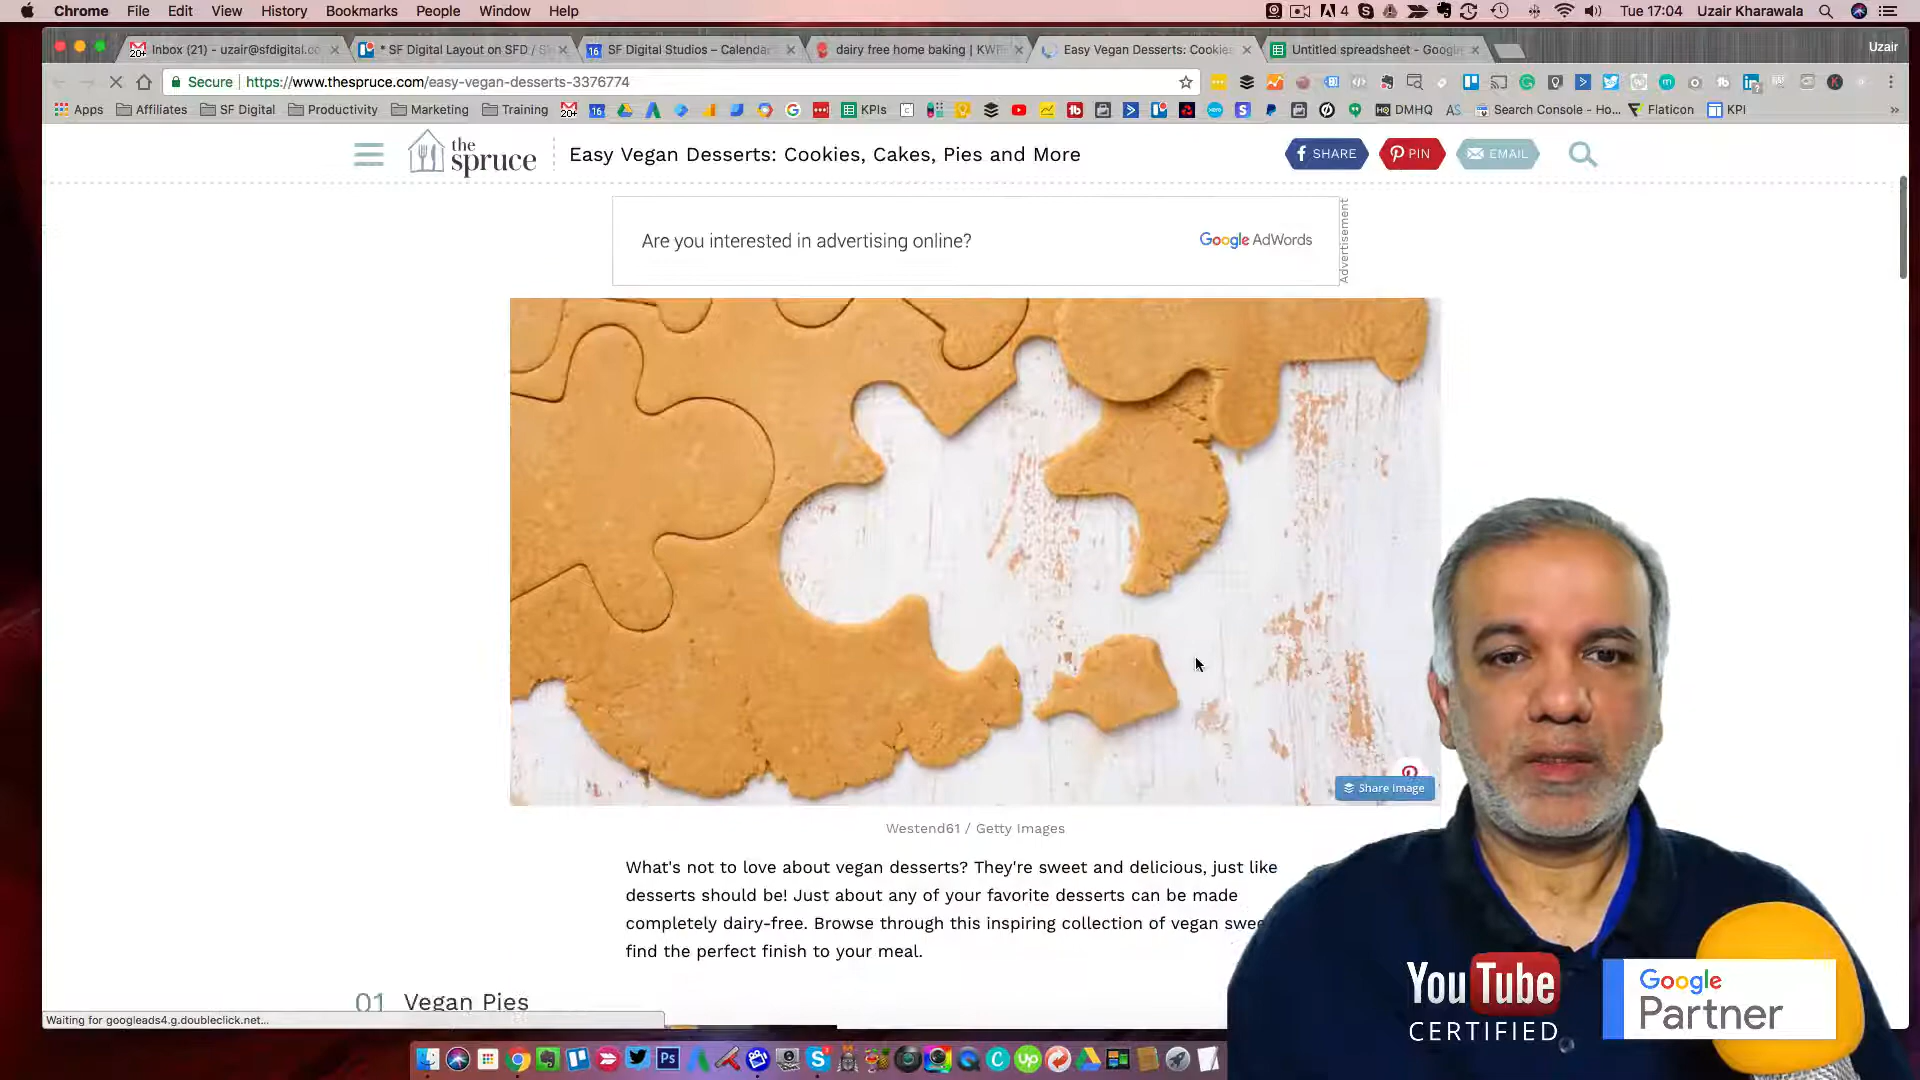 Chrome File Edit View History Bookmarks People Window Help
4 Tue 17:04 Uzair Kharawala
Inbox (21) - uzair@sfdigital.co
* SF Digital Layout on SFD /
16 SF Digital Studios – Calendar
dairy free home baking | KWF
Easy Vegan Desserts: Cookies
Untitled spreadsheet - Google
Uzair
Secure https://www.thespruce.com/easy-vegan-desserts-3376774
Apps Affiliates SF Digital Productivity Marketing Training 20+ 16 KPIs DMHQ Search Console - Ho... Flaticon KPI »
the spruce
Easy Vegan Desserts: Cookies, Cakes, Pies and More
SHARE PIN EMAIL
Are you interested in advertising online?
Google AdWords
Advertisement
Share Image
Westend61 / Getty Images
What's not to love about vegan desserts? They're sweet and delicious, just like
desserts should be! Just about any of your favorite desserts can be made
completely dairy-free. Browse through this inspiring collection of vegan swee
find the perfect finish to your meal.
01 Vegan Pies
Waiting for googleads4.g.doubleclick.net...
YouTube
CERTIFIED
Google
Partner